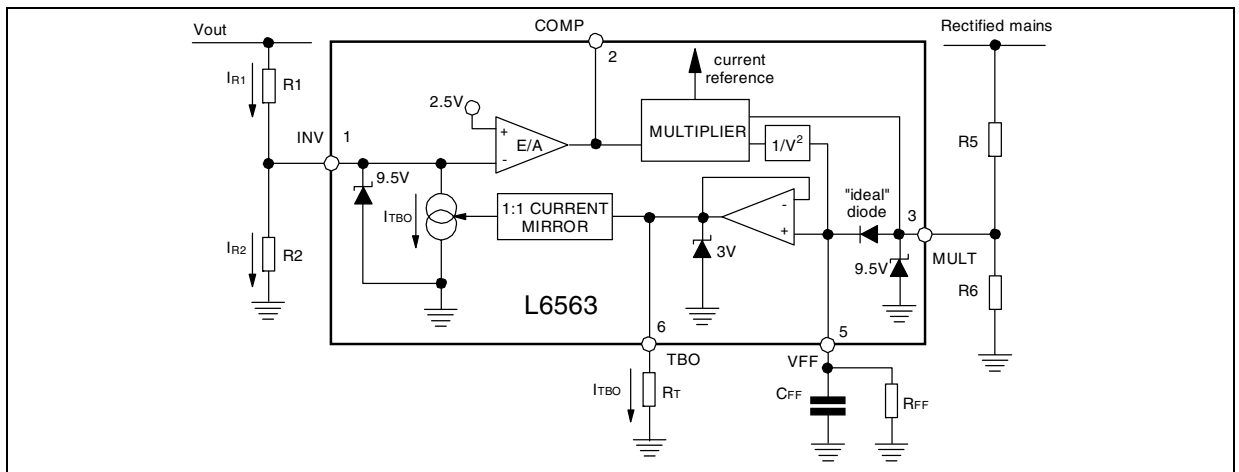 Vout
COMP
Rectified mains
2
current
reference
IR1
R1
2.5V
INV
1
+
-
E/A
MULTIPLIER
1/V2
R5
9.5V
ITBO
1:1 CURRENT
MIRROR
-
+
"ideal"
diode
3
MULT
IR2
R2
3V
9.5V
R6
L6563
6
TBO
5
VFF
ITBO
RT
CFF
RFF